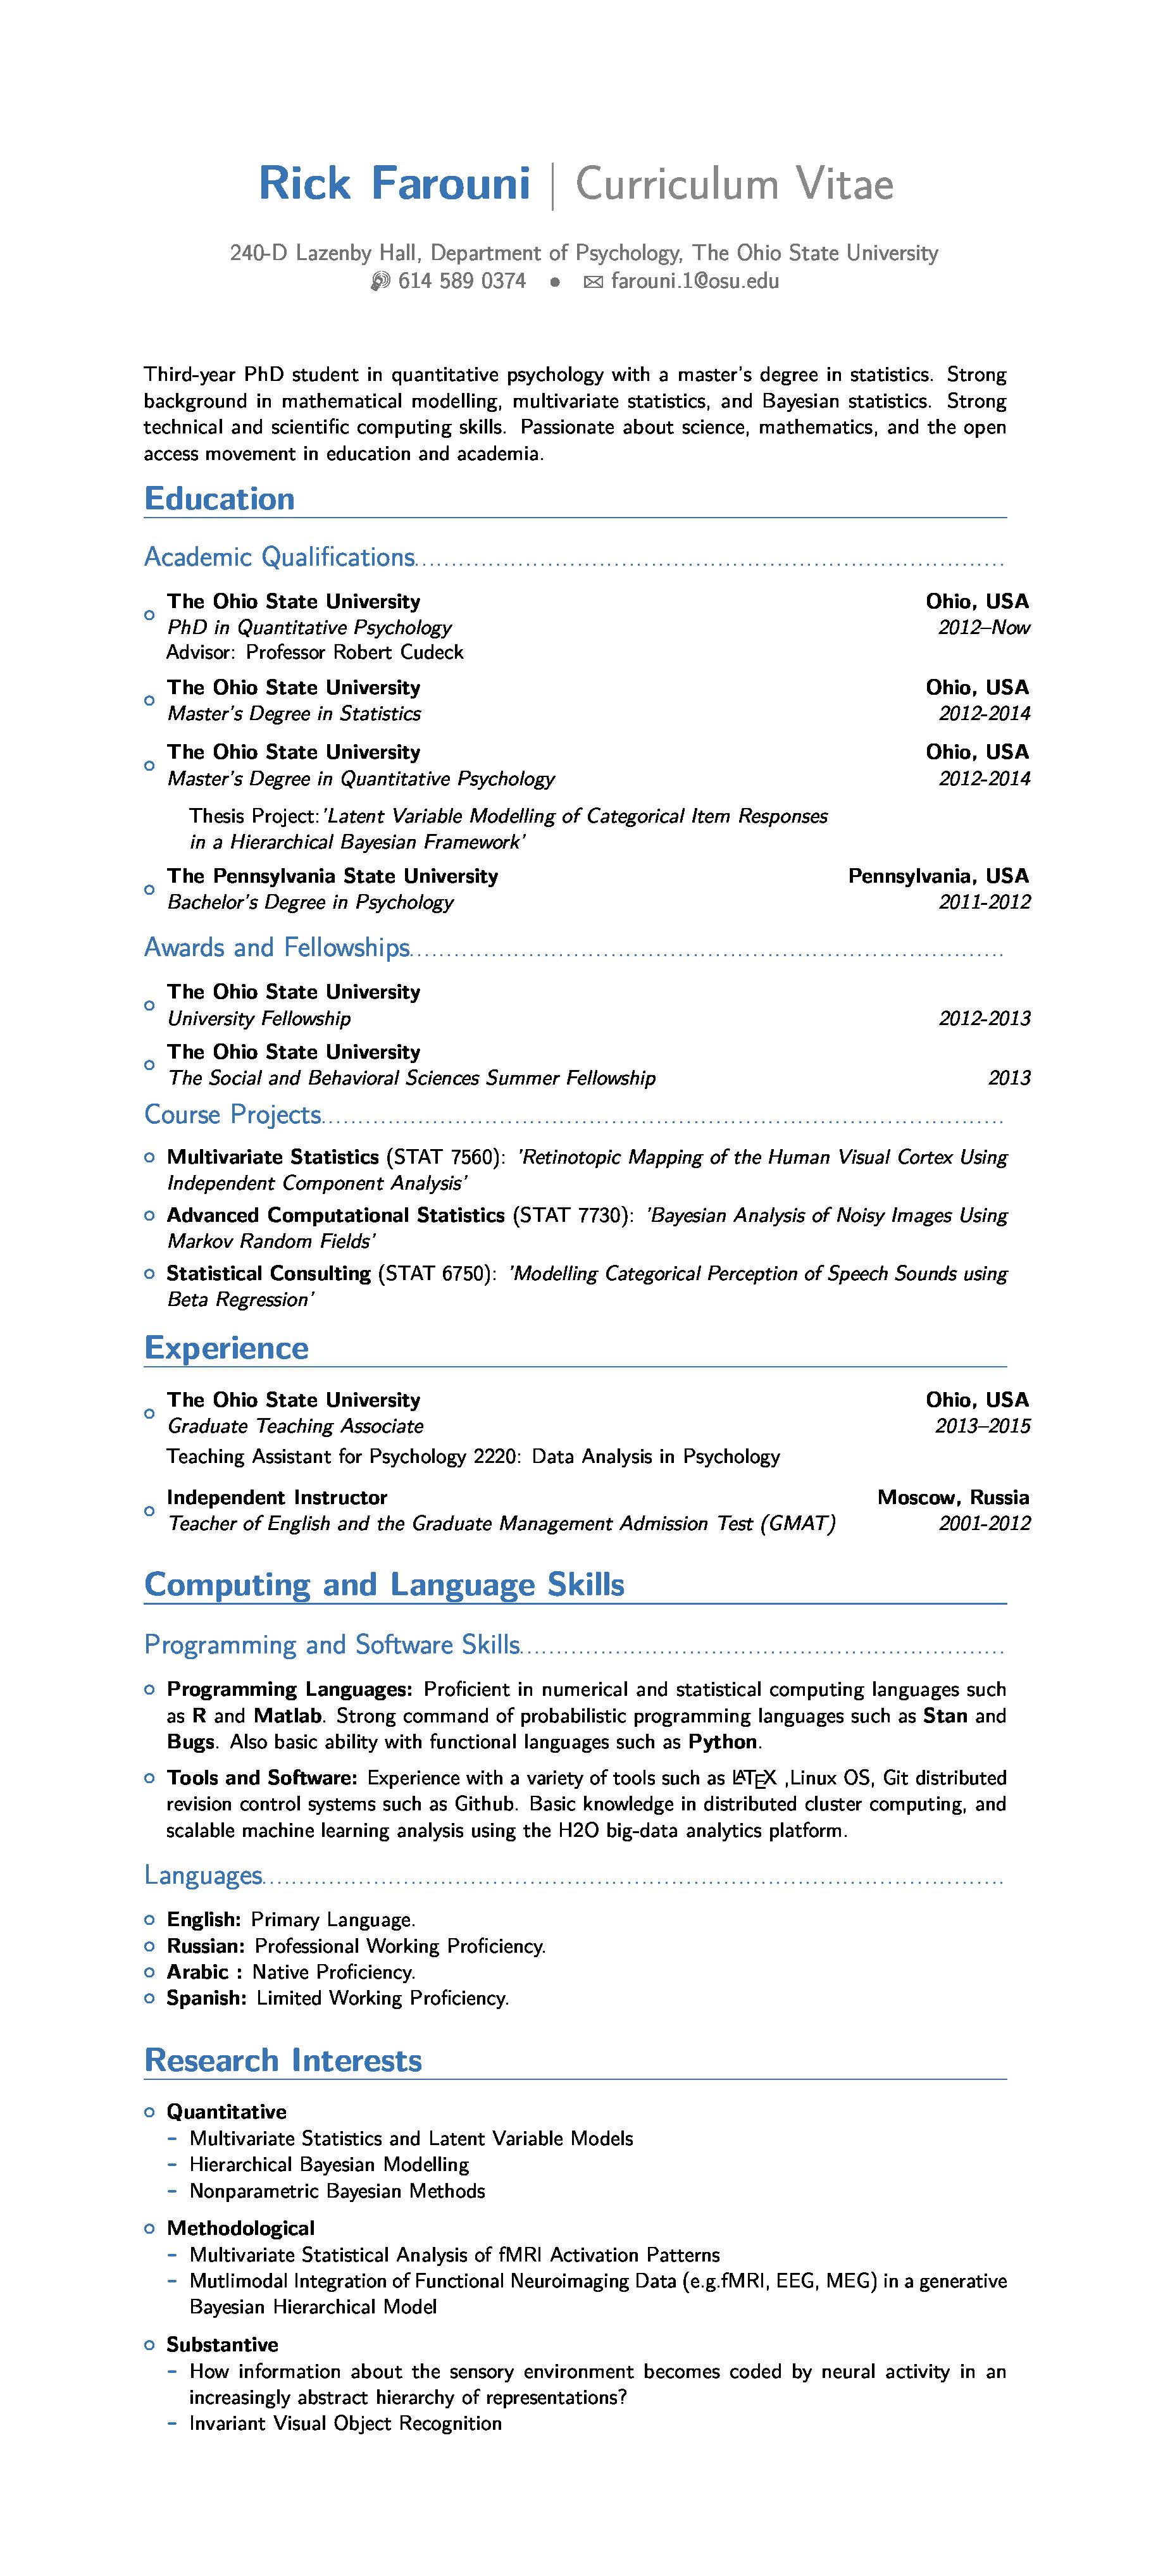 Rick Farouni | Curriculum Vitae
240-D Lazenby Hall, Department of Psychology, The Ohio State University
614 589 0374 • farouni.1@osu.edu
Third-year PhD student in quantitative psychology with a master's degree in statistics. Strong
background in mathematical modelling, multivariate statistics, and Bayesian statistics. Strong
technical and scientific computing skills. Passionate about science, mathematics, and the open
access movement in education and academia.
Education
Academic Qualifications
The Ohio State University Ohio, USA
PhD in Quantitative Psychology 2012–Now
Advisor: Professor Robert Cudeck
The Ohio State University Ohio, USA
Master's Degree in Statistics 2012-2014
The Ohio State University Ohio, USA
Master's Degree in Quantitative Psychology 2012-2014
Thesis Project:'Latent Variable Modelling of Categorical Item Responses
in a Hierarchical Bayesian Framework'
The Pennsylvania State University Pennsylvania, USA
Bachelor's Degree in Psychology 2011-2012
Awards and Fellowships
The Ohio State University
University Fellowship 2012-2013
The Ohio State University
The Social and Behavioral Sciences Summer Fellowship 2013
Course Projects
Multivariate Statistics (STAT 7560): 'Retinotopic Mapping of the Human Visual Cortex Using
Independent Component Analysis'
Advanced Computational Statistics (STAT 7730): 'Bayesian Analysis of Noisy Images Using
Markov Random Fields'
Statistical Consulting (STAT 6750): 'Modelling Categorical Perception of Speech Sounds using
Beta Regression'
Experience
The Ohio State University Ohio, USA
Graduate Teaching Associate 2013–2015
Teaching Assistant for Psychology 2220: Data Analysis in Psychology
Independent Instructor Moscow, Russia
Teacher of English and the Graduate Management Admission Test (GMAT) 2001-2012
Computing and Language Skills
Programming and Software Skills
Programming Languages: Proficient in numerical and statistical computing languages such
as R and Matlab. Strong command of probabilistic programming languages such as Stan and
Bugs. Also basic ability with functional languages such as Python.
Tools and Software: Experience with a variety of tools such as LATEX ,Linux OS, Git distributed
revision control systems such as Github. Basic knowledge in distributed cluster computing, and
scalable machine learning analysis using the H2O big-data analytics platform.
Languages
English: Primary Language.
Russian: Professional Working Proficiency.
Arabic : Native Proficiency.
Spanish: Limited Working Proficiency.
Research Interests
Quantitative
– Multivariate Statistics and Latent Variable Models
– Hierarchical Bayesian Modelling
– Nonparametric Bayesian Methods
Methodological
– Multivariate Statistical Analysis of fMRI Activation Patterns
– Mutlimodal Integration of Functional Neuroimaging Data (e.g.fMRI, EEG, MEG) in a generative
Bayesian Hierarchical Model
Substantive
– How information about the sensory environment becomes coded by neural activity in an
increasingly abstract hierarchy of representations?
– Invariant Visual Object Recognition